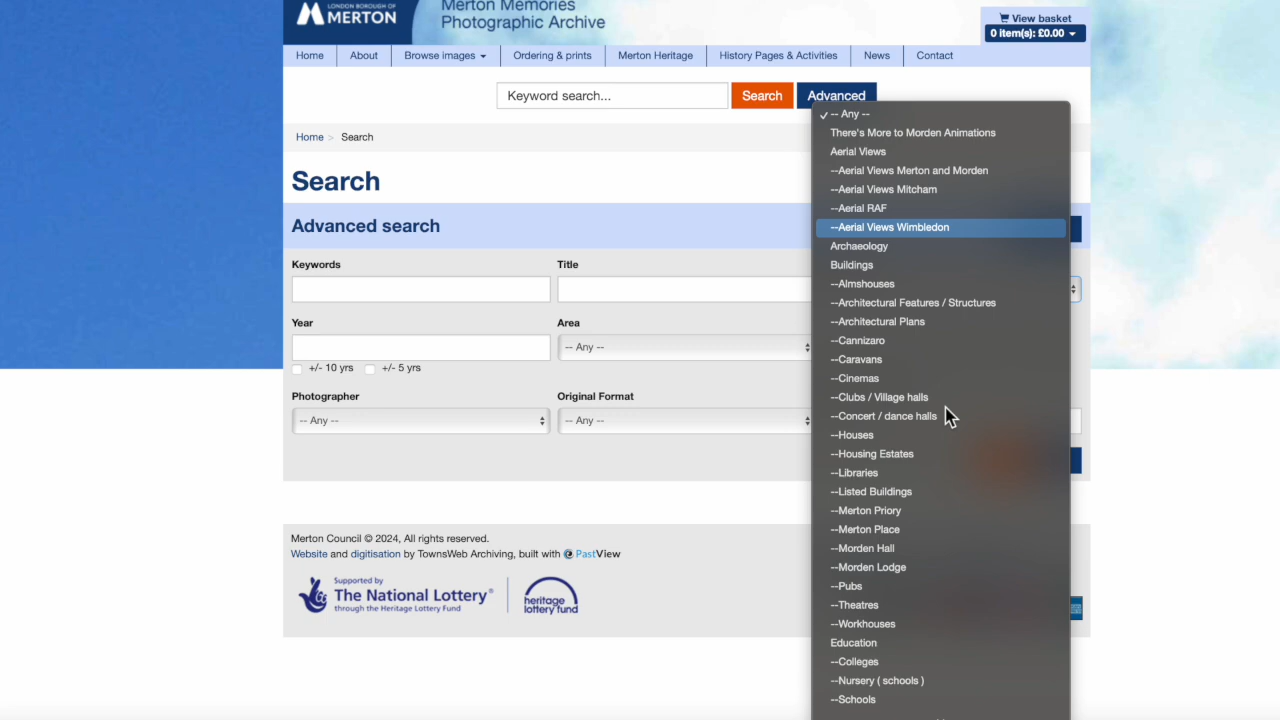 LONDON BOROUGH OF
MERTON
Merton Memories
Photographic Archive
View basket
0 item(s): £0.00
Home
About
Browse images
Ordering & prints
Merton Heritage
History Pages & Activities
News
Contact
Keyword search...
Search
Advanced
Home > Search
Search
Advanced search
Keywords
Title
Year
Area
-- Any --
+/- 10 yrs
+/- 5 yrs
Photographer
Original Format
-- Any --
-- Any --
✓ -- Any --
There's More to Morden Animations
Aerial Views
--Aerial Views Merton and Morden
--Aerial Views Mitcham
--Aerial RAF
--Aerial Views Wimbledon
Archaeology
Buildings
--Almshouses
--Architectural Features / Structures
--Architectural Plans
--Cannizaro
--Caravans
--Cinemas
--Clubs / Village halls
--Concert / dance halls
--Houses
--Housing Estates
--Libraries
--Listed Buildings
--Merton Priory
--Merton Place
--Morden Hall
--Morden Lodge
--Pubs
--Theatres
--Workhouses
Education
--Colleges
--Nursery ( schools )
--Schools
Merton Council © 2024, All rights reserved.
Website and digitisation by TownsWeb Archiving, built with PastView
Supported by
The National Lottery®
through the Heritage Lottery Fund
heritage
lottery fund